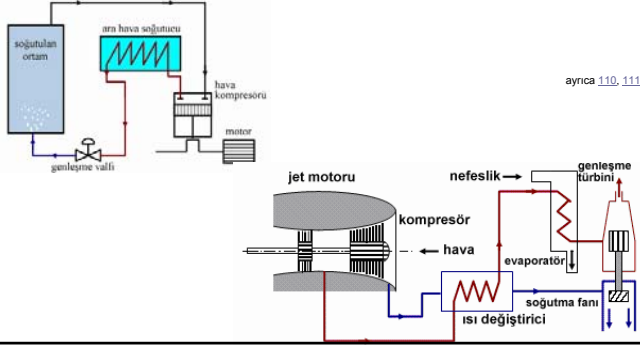 soğutulan
ortam
ara hava soğutucu
hava
kompresörü
motor
genleşme valfi
ayrıca 110, 111
jet motoru
nefeslik
genleşme
türbini
kompresör
hava
evaporatör
soğutma fanı
ısı değiştirici